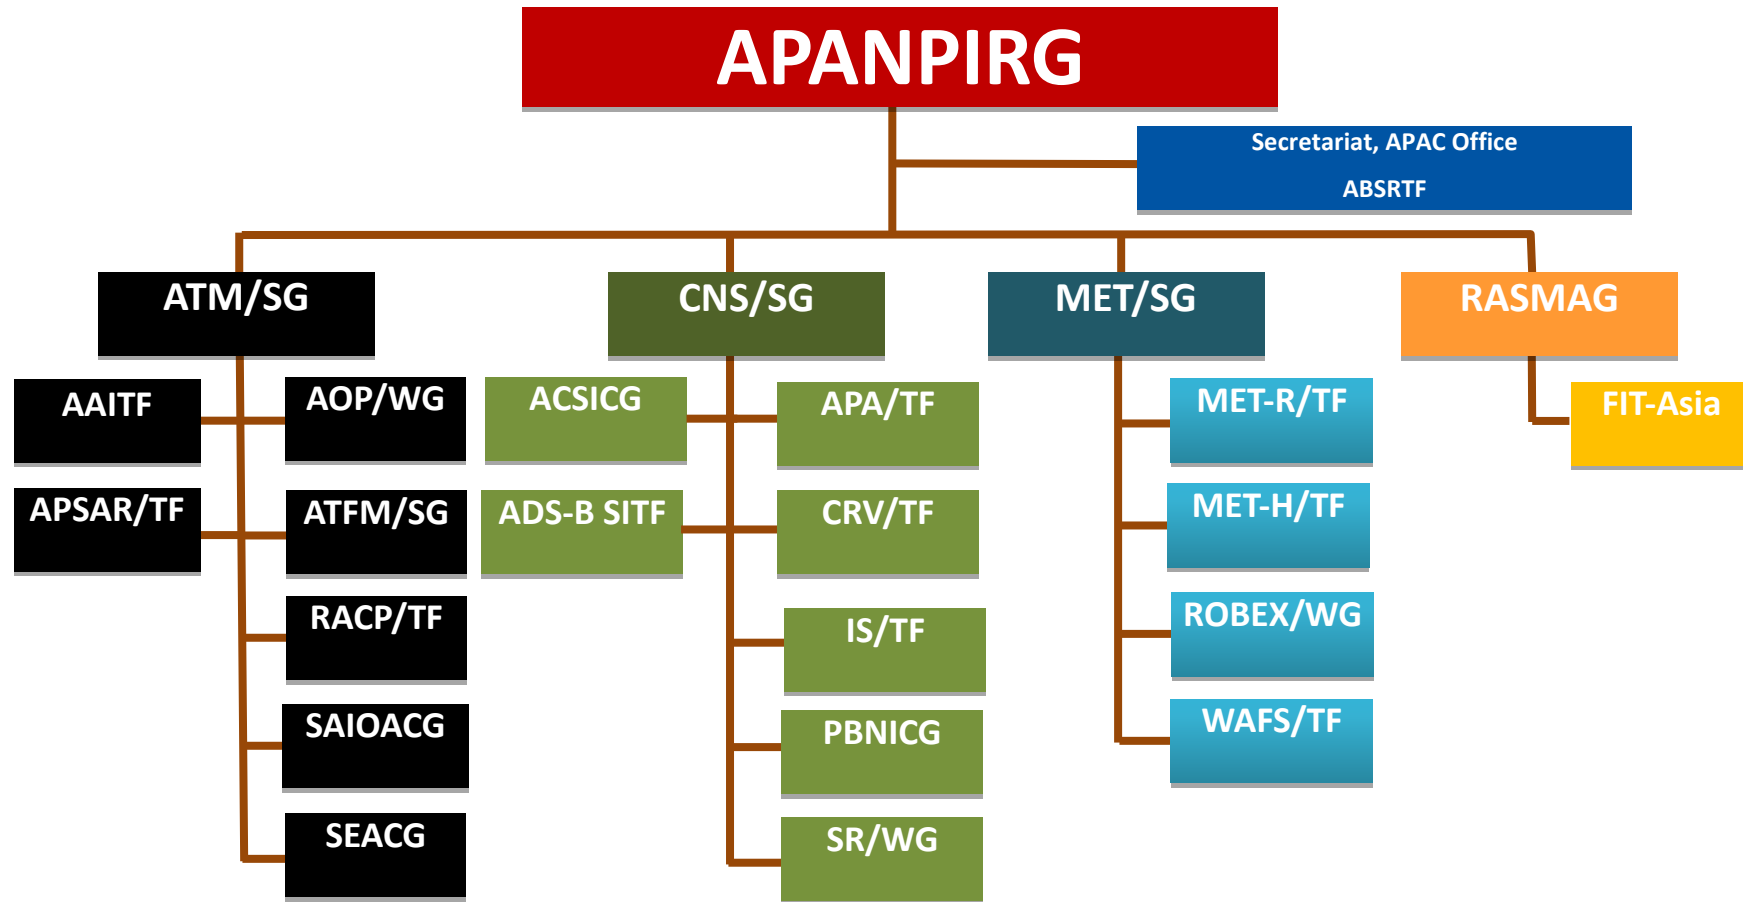 APANPIRG
Secretariat, APAC Office
ABSRTF
ATM/SG
CNS/SG
MET/SG
RASMAG
AAITF
AOP/WG
ACSICG
APA/TF
MET-R/TF
FIT-Asia
APSAR/TF
ATFM/SG
ADS-B SITF
CRV/TF
MET-H/TF
RACP/TF
IS/TF
ROBEX/WG
SAIOACG
PBNICG
WAFS/TF
SEACG
SR/WG